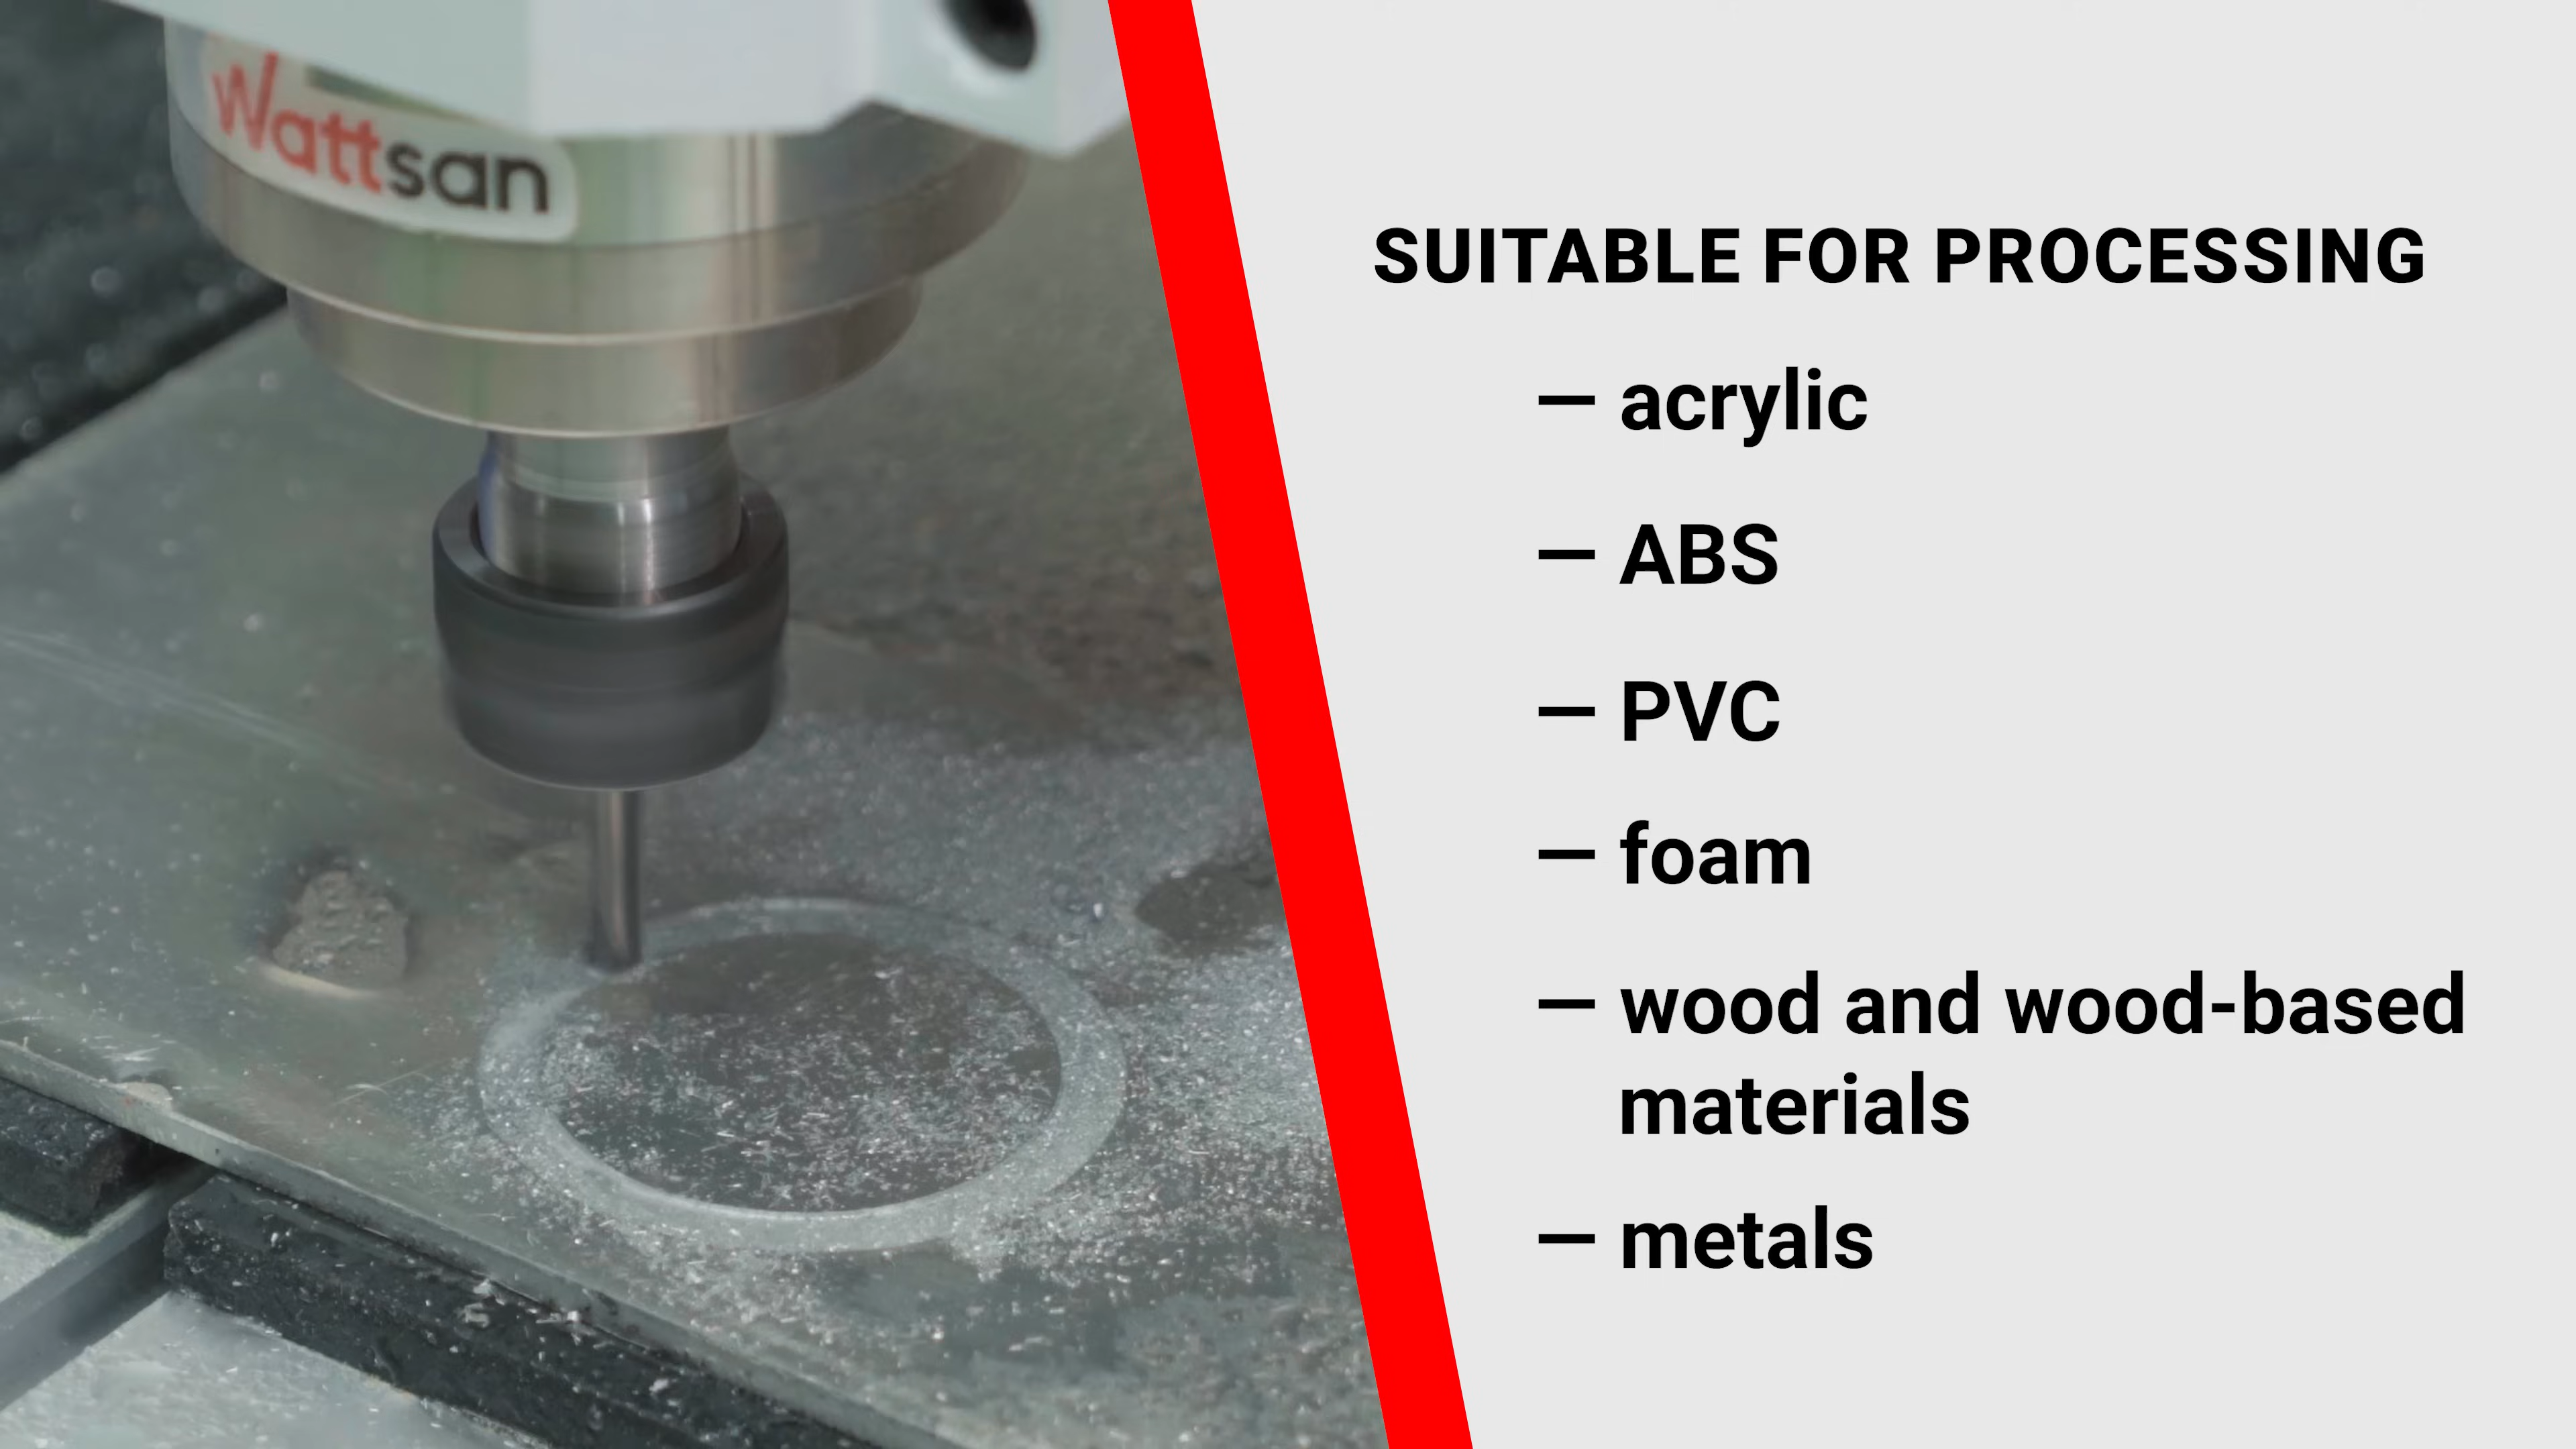 Wattsan
SUITABLE FOR PROCESSING
— acrylic
— ABS
— PVC
— foam
— wood and wood-based
materials
— metals